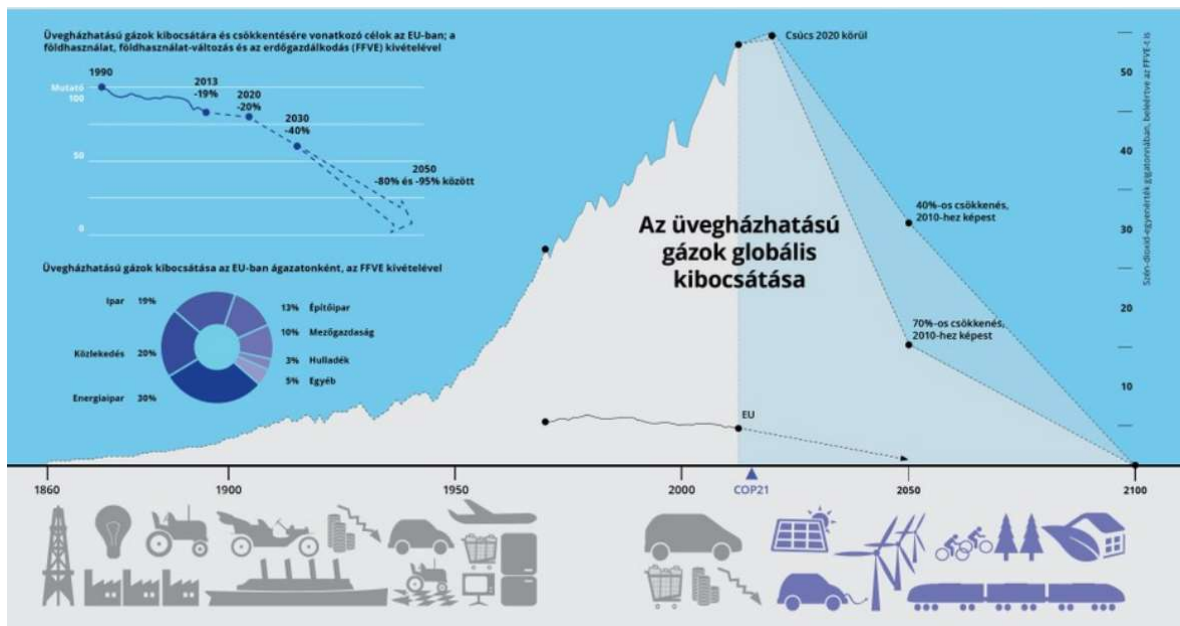 Üvegházhatású gázok kibocsátára és csökkentésére vonatkozó célok az EU-ban; a
földhasználat, földhasználat-változás és az erdőgazdálkodás (FFVE) kivételével
1990
Mutató
100
2013
-19%
2020
-20%
2030
-40%
50
2050
-80% és -95% között
0
Üvegházhatású gázok kibocsátása az EU-ban ágazatonként, az FFVE kivételével
Ipar 19%
Közlekedés 20%
Energiaipar 30%
13% Építőipar
10% Mezőgazdaság
3% Hulladék
5% Egyéb
Az üvegházhatású
gázok globális
kibocsátása
Csúcs 2020 körül
40%-os csökkenés,
2010-hez képest
70%-os csökkenés,
2010-hez képest
EU
50
40
30
20
10
Szén-dioxid-egyenérték gigatonnában, beleértve az FFVE-t is
1860
1900
1950
2000
COP21
2050
2100